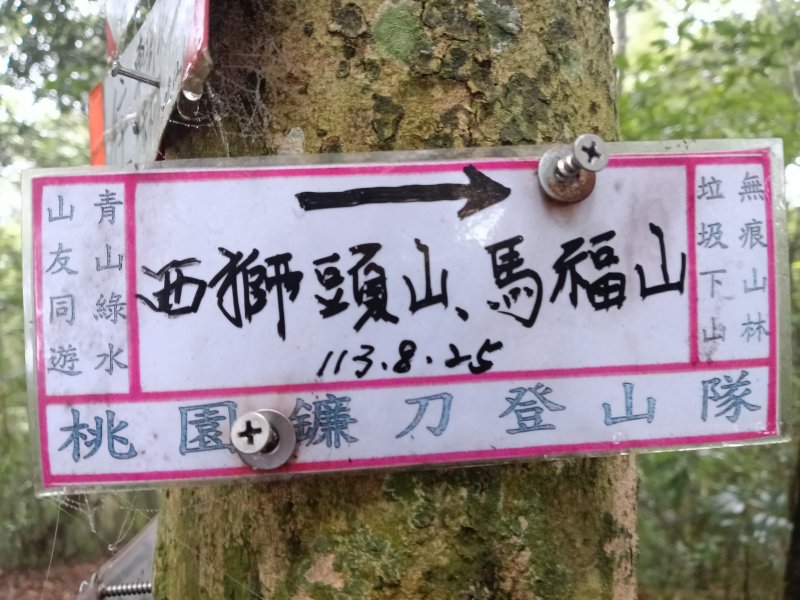 青山綠水
山友同遊
西獅頭山、馬福山
113.8.25
無痕山林
垃圾下山
桃園鐮刀登山隊